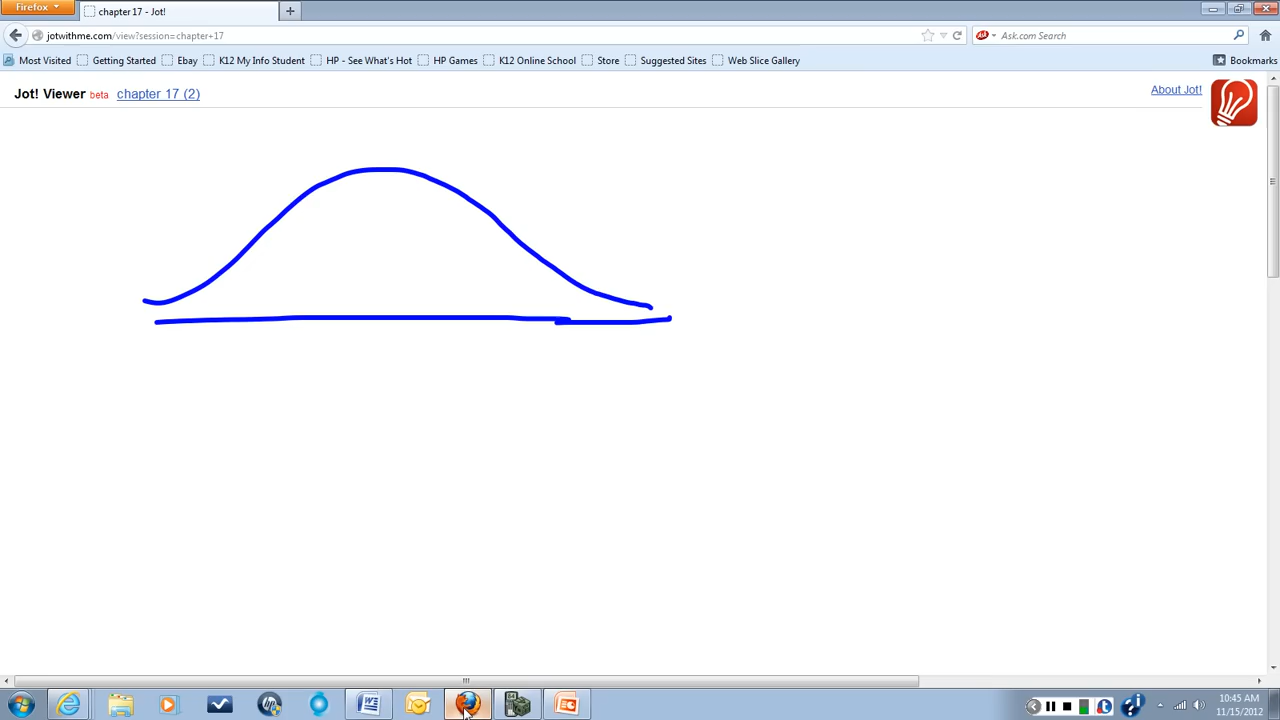 Firefox
chapter 17 - Jot!
jotwithme.com/view?session=chapter+17
Ask.com Search
Most Visited Getting Started Ebay K12 My Info Student HP - See What's Hot HP Games K12 Online School Store Suggested Sites Web Slice Gallery Bookmarks
Jot! Viewer beta chapter 17 (2) About Jot!
10:45 AM
11/15/2012